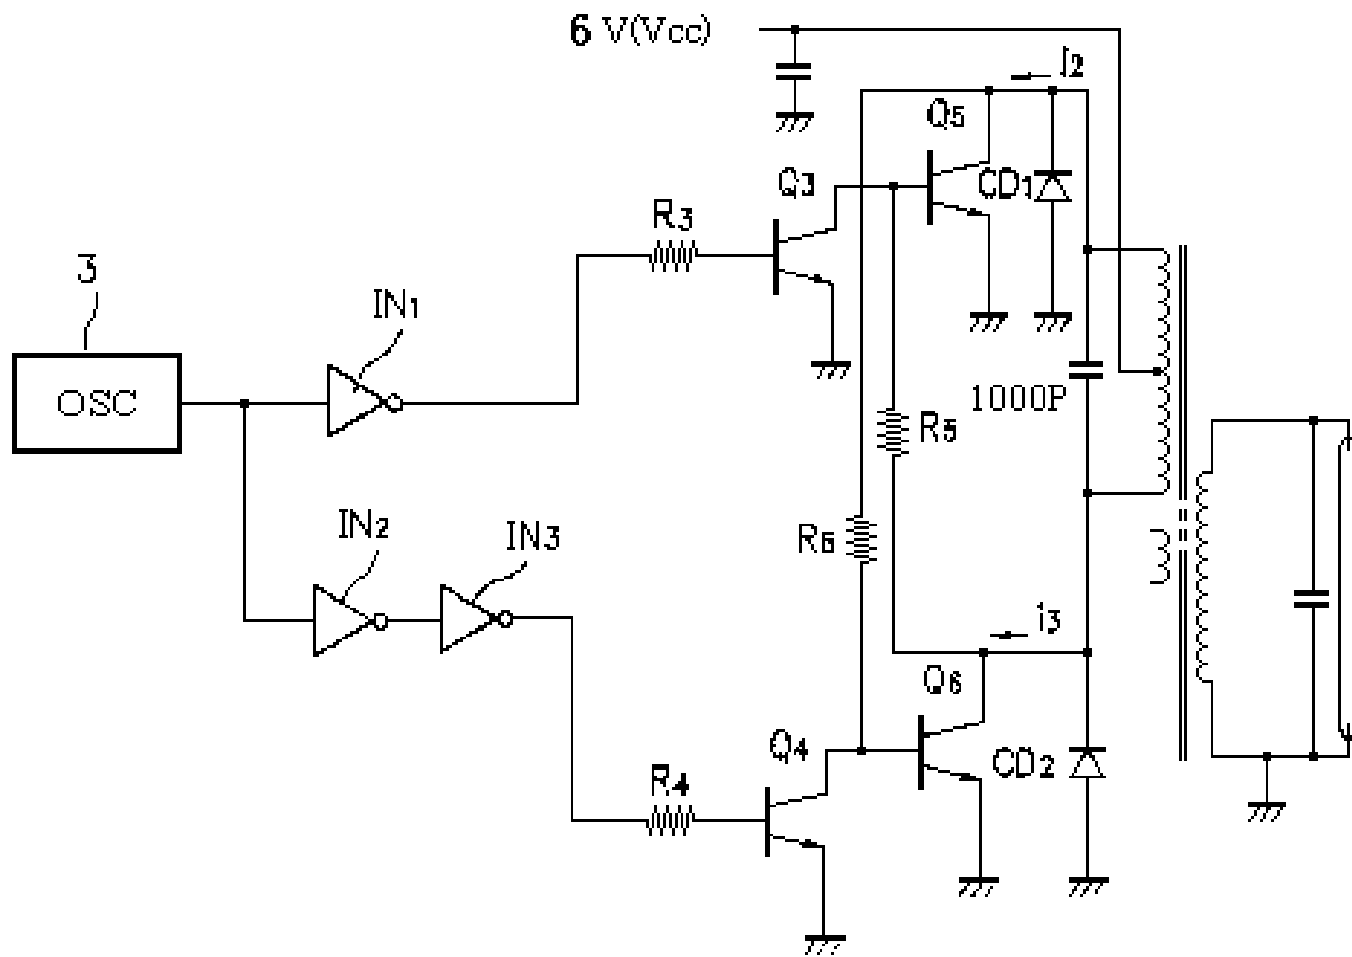 6 V(Vcc)
i2
Q5
Q3
CD1
R3
3
IN1
OSC
1000P
R5
IN2
IN3
R6
i3
Q6
Q4
CD2
R4